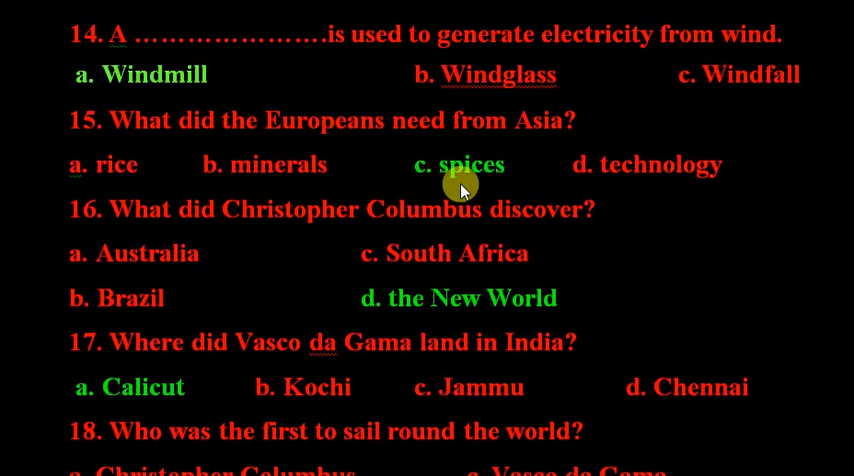 14. A ………………….is used to generate electricity from wind.
a. Windmill b. Windglass c. Windfall
15. What did the Europeans need from Asia?
a. rice b. minerals c. spices d. technology
16. What did Christopher Columbus discover?
a. Australia c. South Africa
b. Brazil d. the New World
17. Where did Vasco da Gama land in India?
a. Calicut b. Kochi c. Jammu d. Chennai
18. Who was the first to sail round the world?
a. Christopher Columbus c. Vasco da Gama